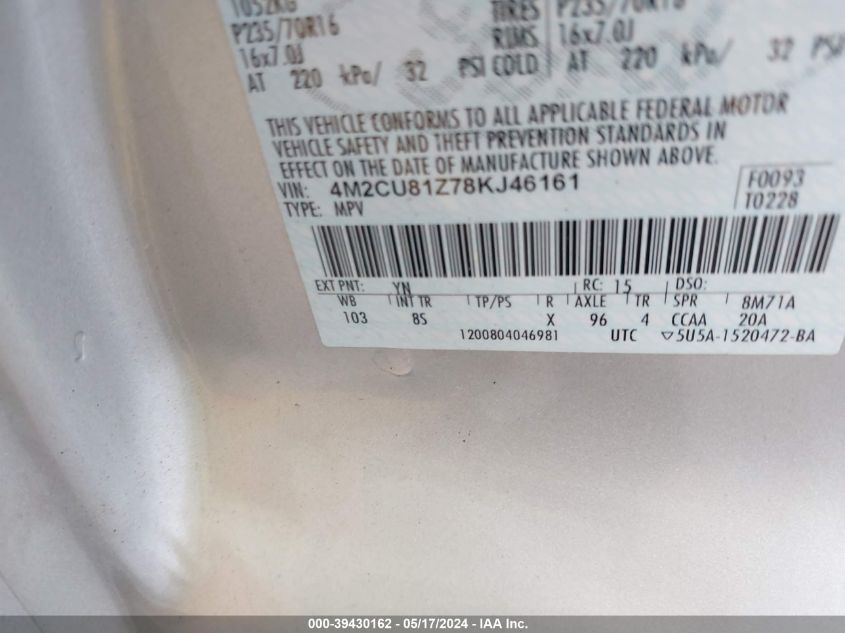 1052KG
P235/70R16
16x7.0J
AT 220 kPa/ 32 PSI COLD
TIRES P235/70R16
RIMS 16x7.0J
AT 220 kPa/ 32 PSI
THIS VEHICLE CONFORMS TO ALL APPLICABLE FEDERAL MOTOR
VEHICLE SAFETY AND THEFT PREVENTION STANDARDS IN
EFFECT ON THE DATE OF MANUFACTURE SHOWN ABOVE.
VIN: 4M2CU81Z78KJ46161
TYPE: MPV
F0093
T0228
EXT PNT: YN RC: 15 DSO:
WB INT TR TP/PS R AXLE TR SPR 8M71A
103 8S X 96 4 CCAA 20A
1200804046981 UTC ▽5U5A-1520472-BA
000-39430162 - 05/17/2024 - IAA Inc.